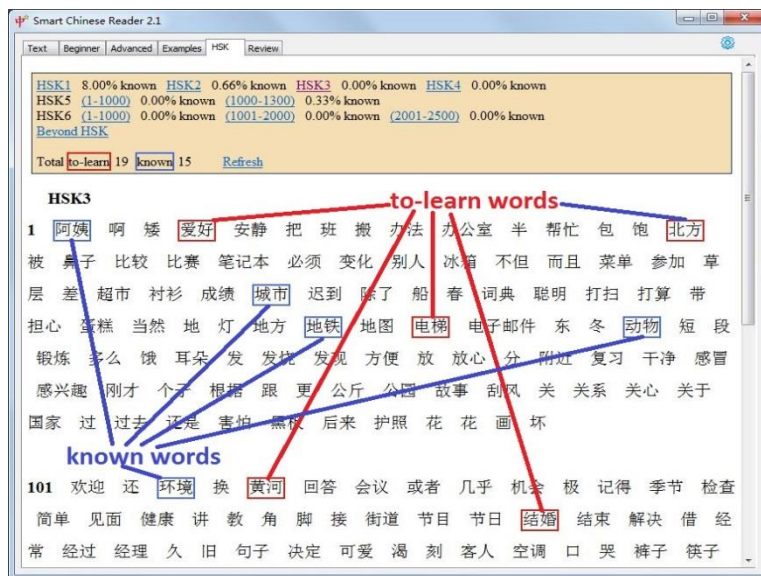 Smart Chinese Reader 2.1
Text Beginner Advanced Examples HSK Review
HSK1 8.00% known HSK2 0.66% known HSK3 0.00% known HSK4 0.00% known
HSK5 (1-1000) 0.00% known (1000-1300) 0.33% known
HSK6 (1-1000) 0.00% known (1001-2000) 0.00% known (2001-2500) 0.00% known
Beyond HSK
Total to-learn 19 known 15 Refresh
HSK3
to-learn words
1 阿姨 啊 矮 爱好 安静 把 班 搬 办法 办公室 半 帮忙 包 饱 北方
被 鼻子 比较 比赛 笔记本 必须 变化 别人 冰箱 不但 而且 菜单 参加 草
层 差 超市 衬衫 成绩 城市 迟到 除了 船 春 词典 聪明 打扫 打算 带
担心 蛋糕 当然 地 灯 地方 地铁 地图 电梯 电子邮件 东 冬 动物 短 段
锻炼 多么 饿 耳朵 发 发烧 发现 方便 放 放心 分 附近 复习 干净 感冒
感兴趣 刚才 个子 根据 跟 更 公斤 公园 故事 刮风 关 关系 关心 关于
国家 过 过去 还是 害怕 黑板 后来 护照 花 花 画 坏
known words
101 欢迎 还 环境 换 黄河 回答 会议 或者 几乎 机会 极 记得 季节 检查
简单 见面 健康 讲 教 角 脚 接 街道 节目 节日 结婚 结束 解决 借 经
常 经过 经理 久 旧 句子 决定 可爱 渴 刻 客人 空调 口 哭 裤子 筷子